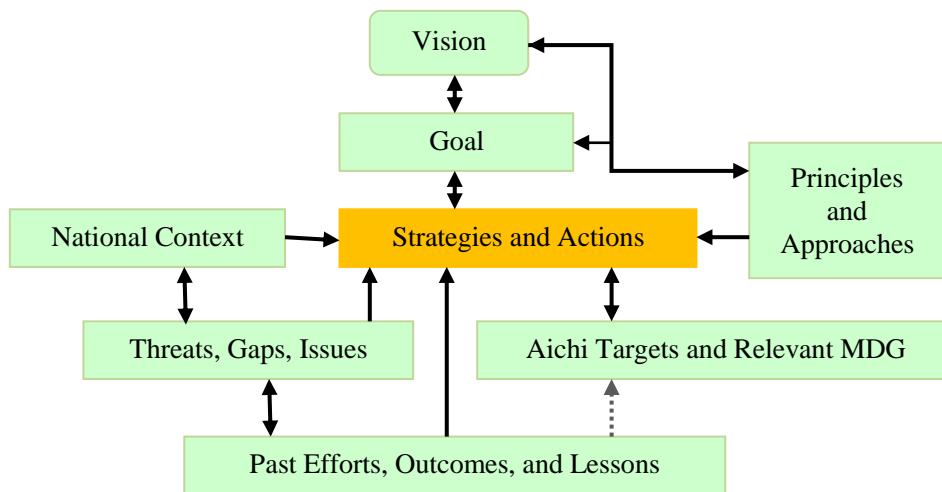 Vision
Goal
Principles
and
Approaches
National Context
Strategies and Actions
Threats, Gaps, Issues
Aichi Targets and Relevant MDG
Past Efforts, Outcomes, and Lessons